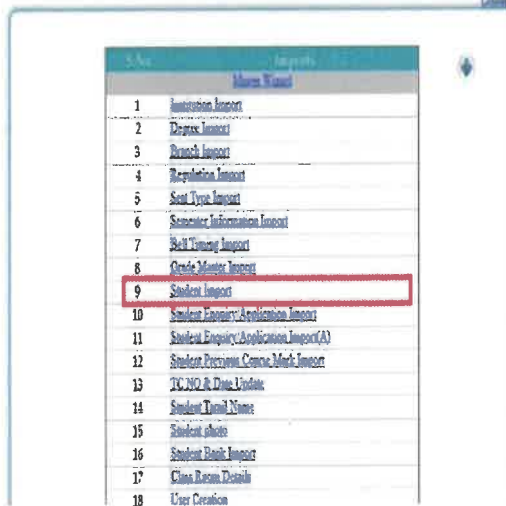 S.No Imports
Master Wizard
1 Institution Import
2 Degree Import
3 Branch Import
4 Regulation Import
5 Seat Type Import
6 Semester Information Import
7 Bell Timing Import
8 Grade Master Import
9 Student Import
10 Student Enquiry/Application Import
11 Student Enquiry/Application Import(A)
12 Student Previous Course Mark Import
13 TC NO & Date Update
14 Student Tamil Name
15 Student photo
16 Student Bank Import
17 Class Room Details
18 User Creation